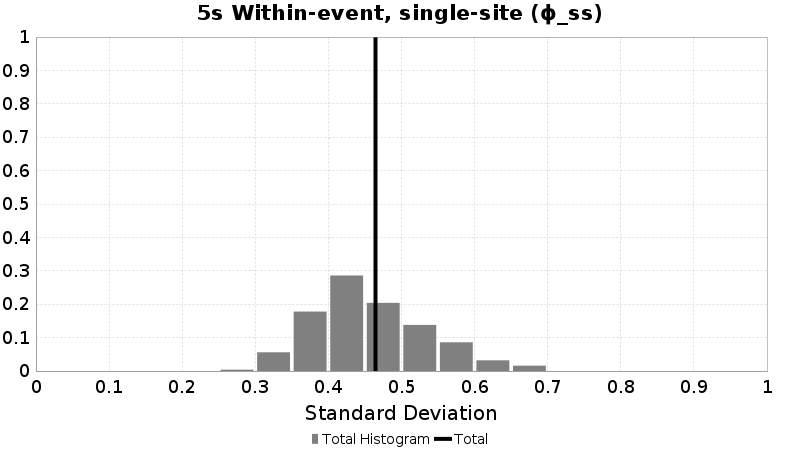 5s Within-event, single-site (ɸ_ss)
1
0.9
0.8
0.7
0.6
0.5
0.4
0.3
0.2
0.1
0
0 0.1 0.2 0.3 0.4 0.5 0.6 0.7 0.8 0.9 1
Standard Deviation
Total Histogram Total